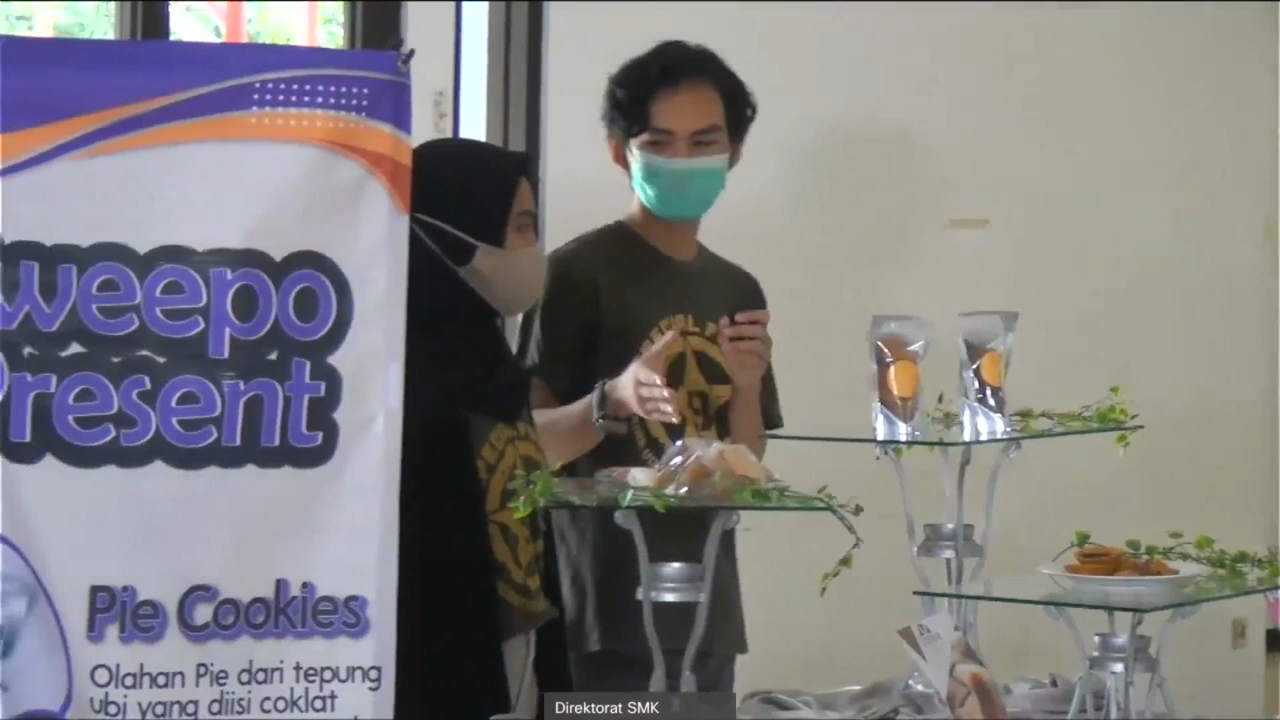 weepo
Present
Pie Cookies
Olahan Pie dari tepung
ubi yang diisi coklat
Direktorat SMK